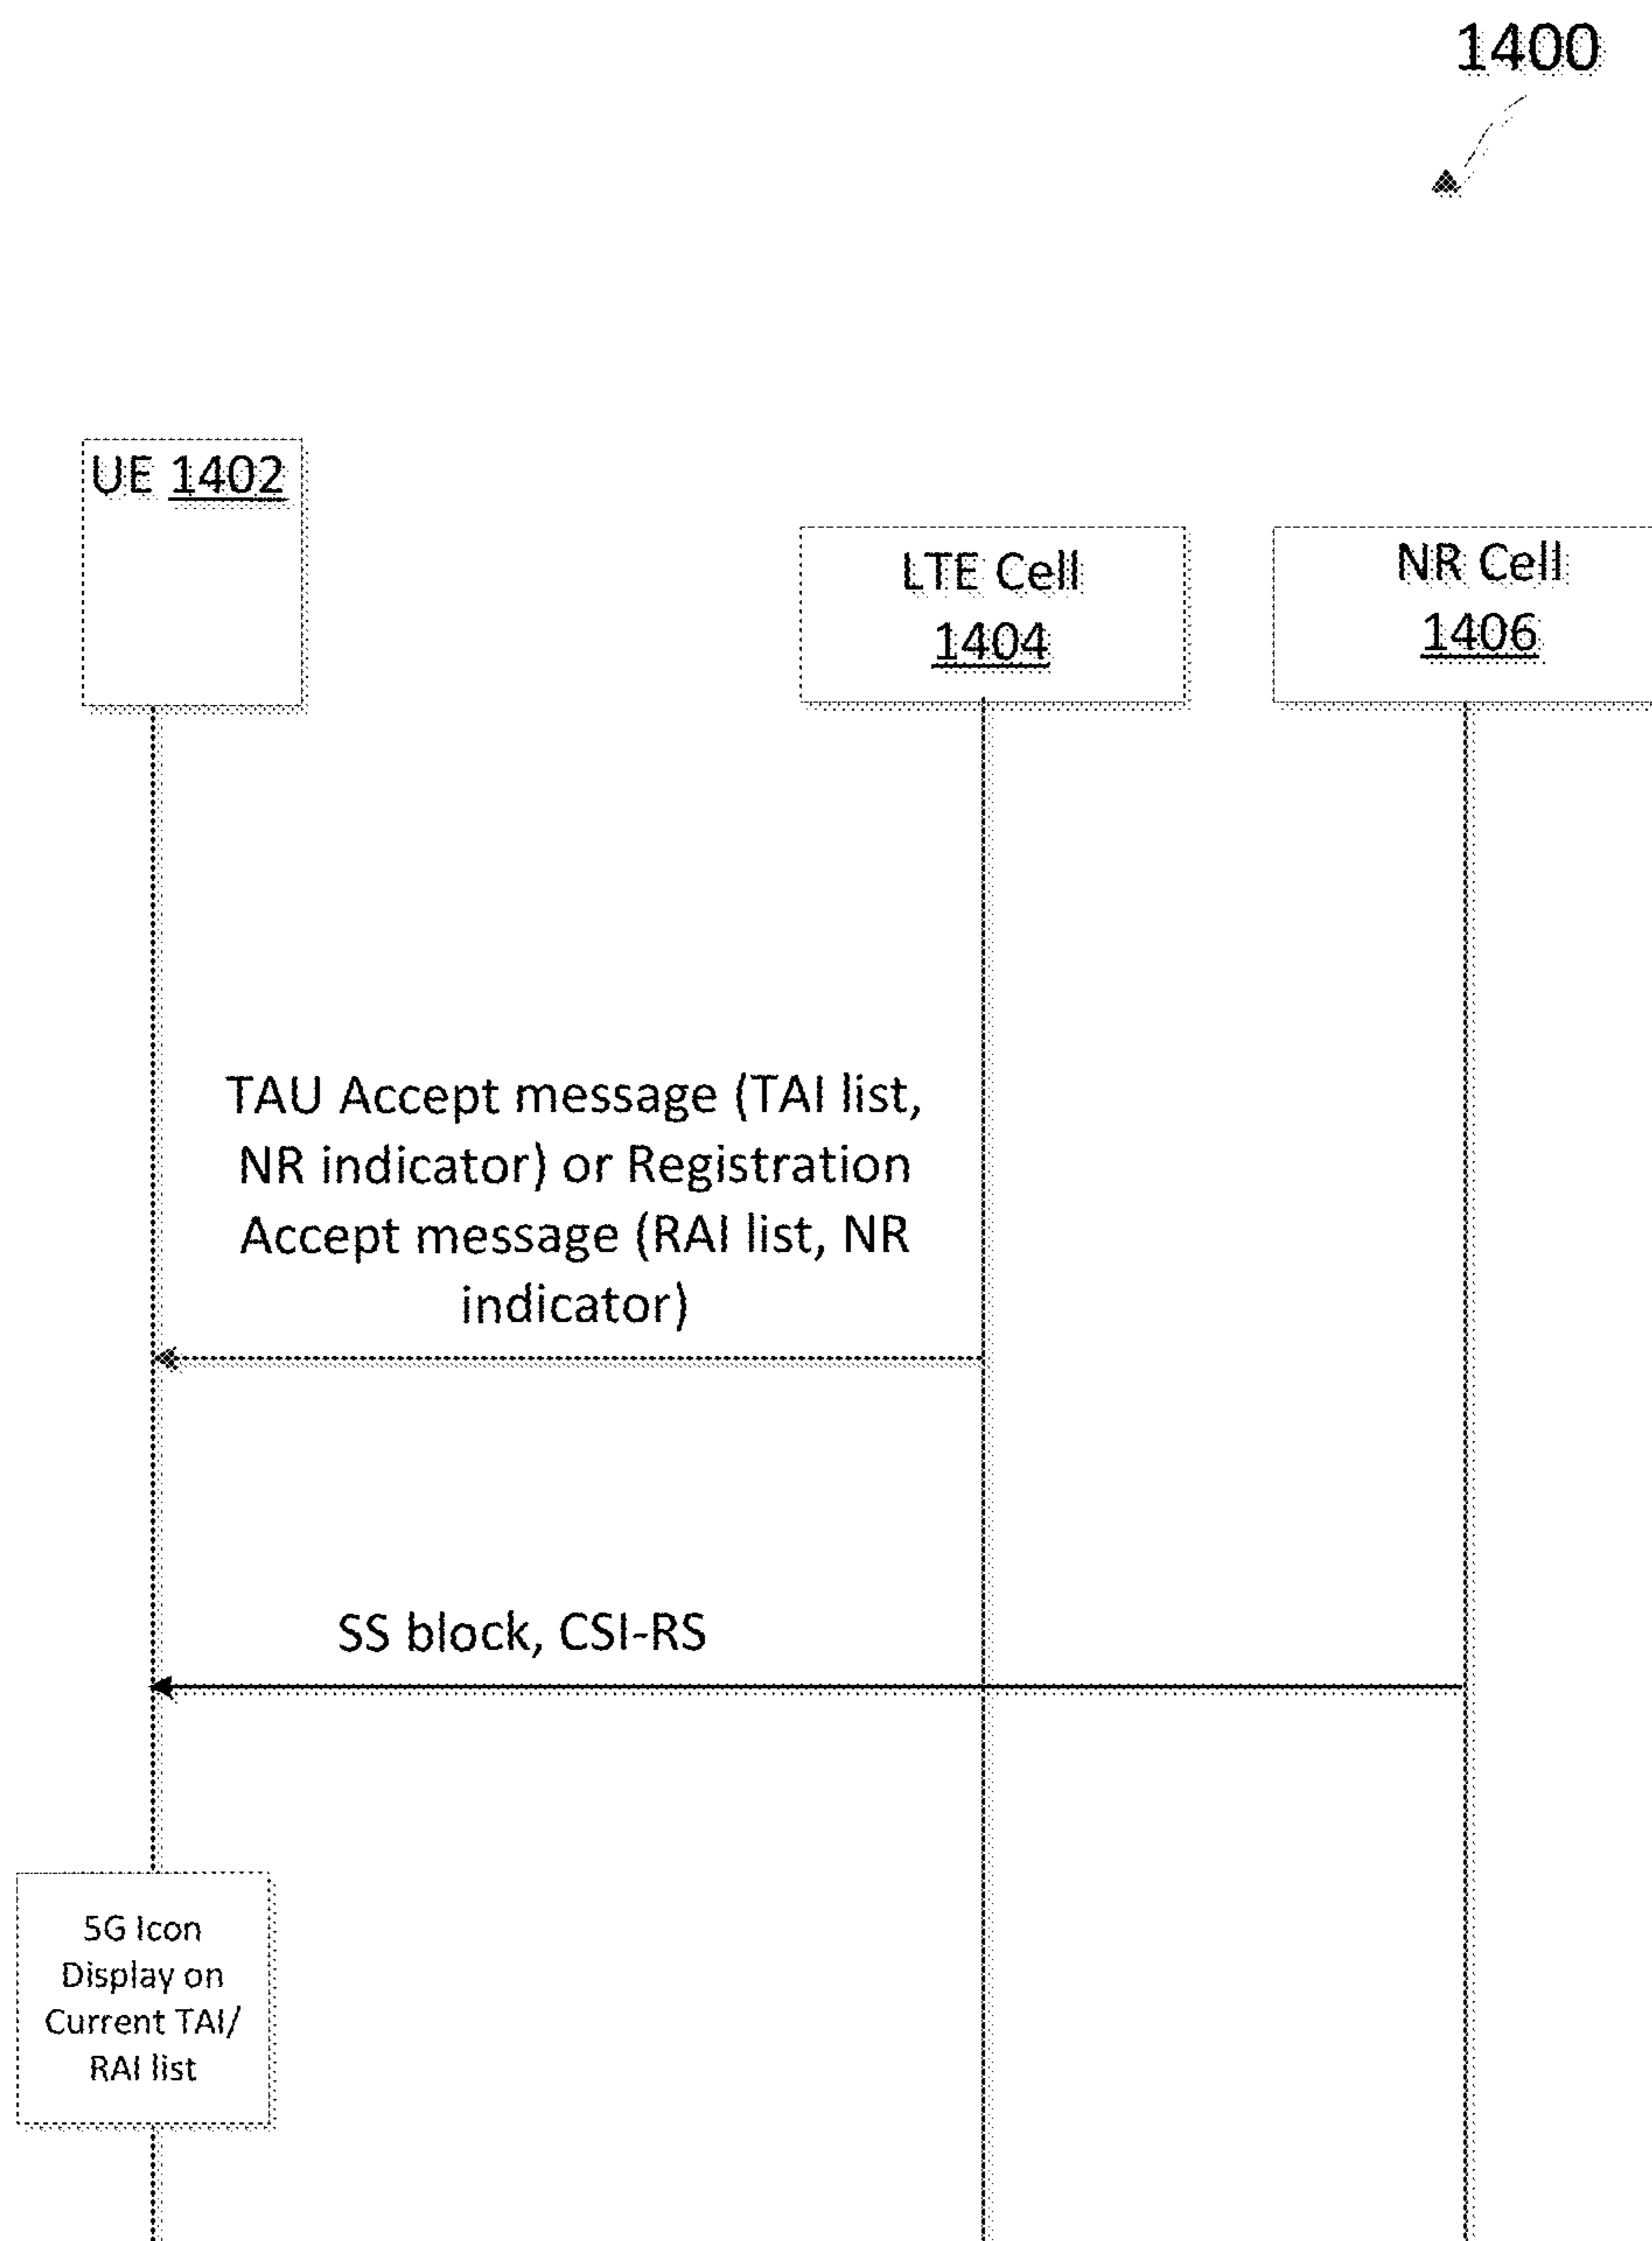 1400
UE 1402
LTE Cell
1404
NR Cell
1406
TAU Accept message (TAI list,
NR indicator) or Registration
Accept message (RAI list, NR
indicator)
SS block, CSI-RS
5G Icon
Display on
Current TAI/
RAI list